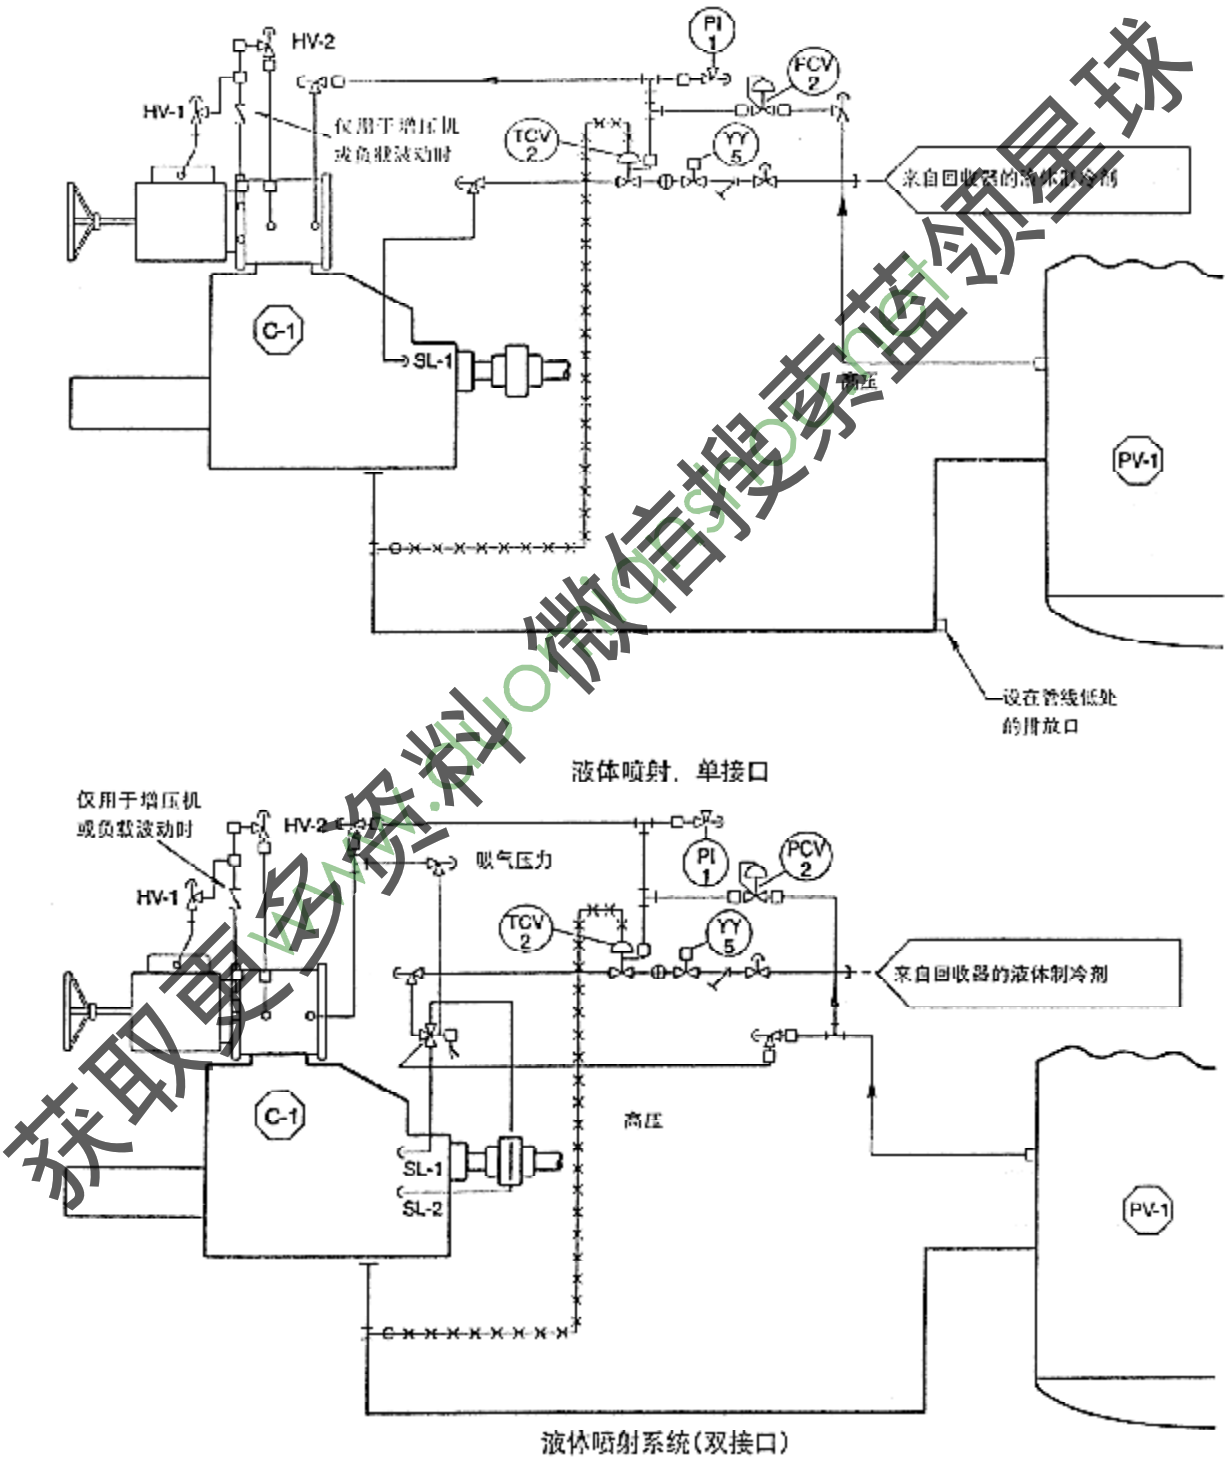 PI
1
HV-2
PCV
2
HV-1
仅用于增压机
或负载波动时
TCV
2
YY
5
来自回收器的液体制冷剂
C-1
SL-1
高压
PV-1
设在管线低处
的排放口
液体喷射，单接口
仅用于增压机
或负载波动时
HV-2
吸气压力
PI
1
PCV
2
HV-1
TCV
2
YY
5
来自回收器的液体制冷剂
C-1
高压
SL-1
SL-2
PV-1
液体喷射系统(双接口)
获取更多资料 微信搜索蓝领星球
www.duonianshou.net